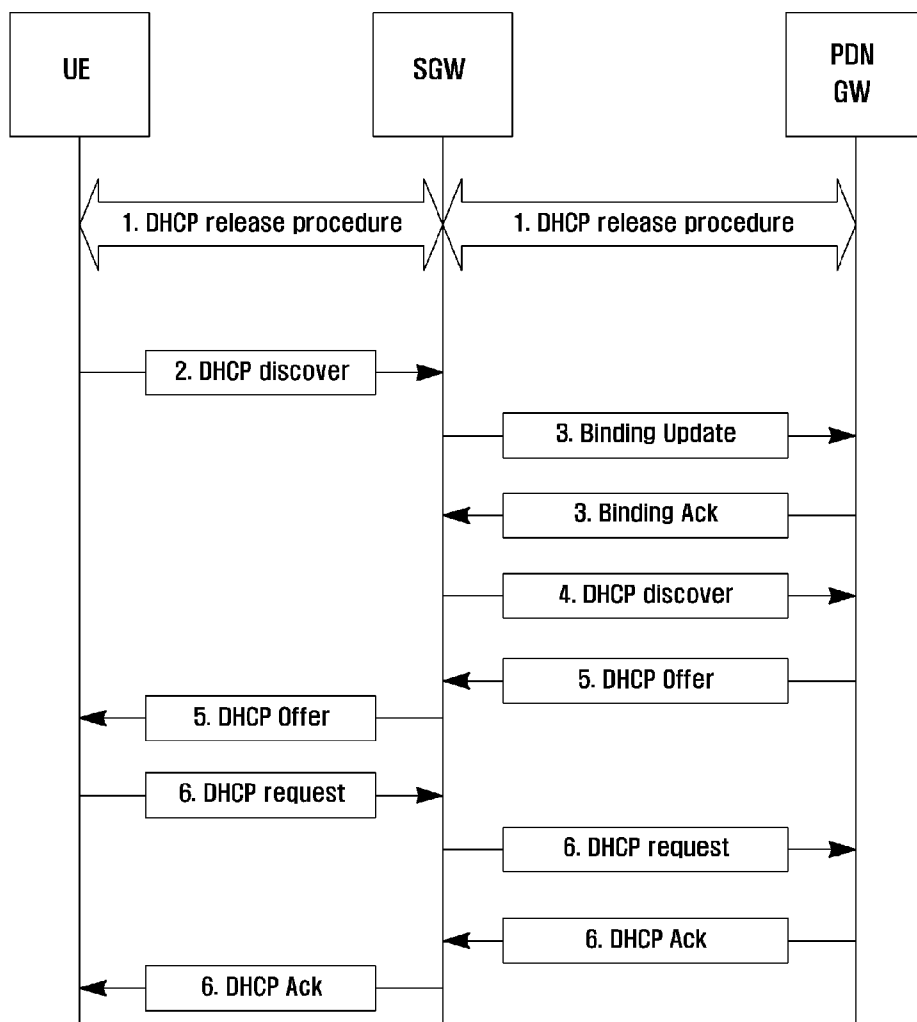 UE
SGW
PDN
GW
1. DHCP release procedure
1. DHCP release procedure
2. DHCP discover
3. Binding Update
3. Binding Ack
4. DHCP discover
5. DHCP Offer
5. DHCP Offer
6. DHCP request
6. DHCP request
6. DHCP Ack
6. DHCP Ack